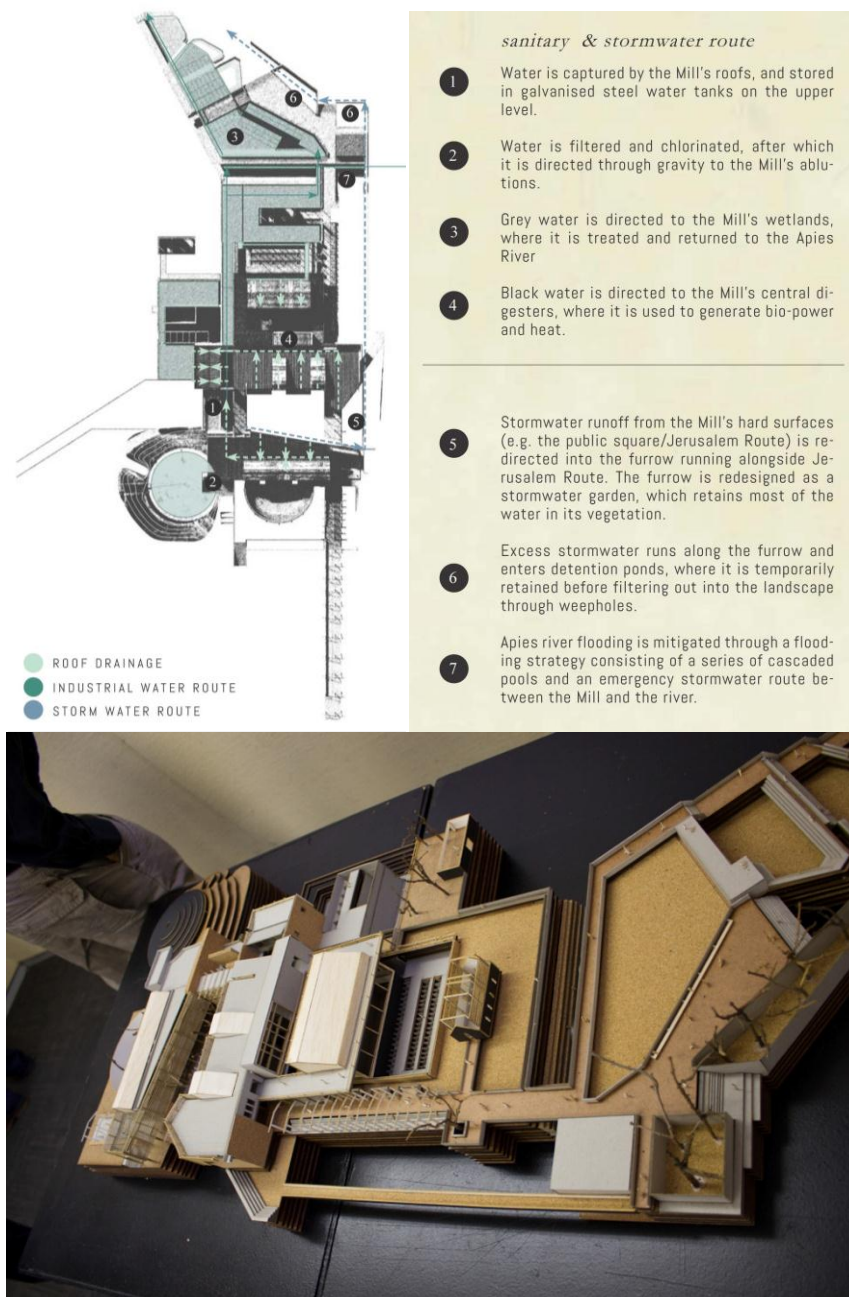 sanitary & stormwater route
1
Water is captured by the Mill's roofs, and stored
in galvanised steel water tanks on the upper
level.
2
Water is filtered and chlorinated, after which
it is directed through gravity to the Mill's ablu-
tions.
3
Grey water is directed to the Mill's wetlands,
where it is treated and returned to the Apies
River
4
Black water is directed to the Mill's central di-
gesters, where it is used to generate bio-power
and heat.
5
Stormwater runoff from the Mill's hard surfaces
(e.g. the public square/Jerusalem Route) is re-
directed into the furrow running alongside Je-
rusalem Route. The furrow is redesigned as a
stormwater garden, which retains most of the
water in its vegetation.
6
Excess stormwater runs along the furrow and
enters detention ponds, where it is temporarily
retained before filtering out into the landscape
through weepholes.
7
Apies river flooding is mitigated through a flood-
ing strategy consisting of a series of cascaded
pools and an emergency stormwater route be-
tween the Mill and the river.
6
6
3
7
4
1
5
2
ROOF DRAINAGE
INDUSTRIAL WATER ROUTE
STORM WATER ROUTE